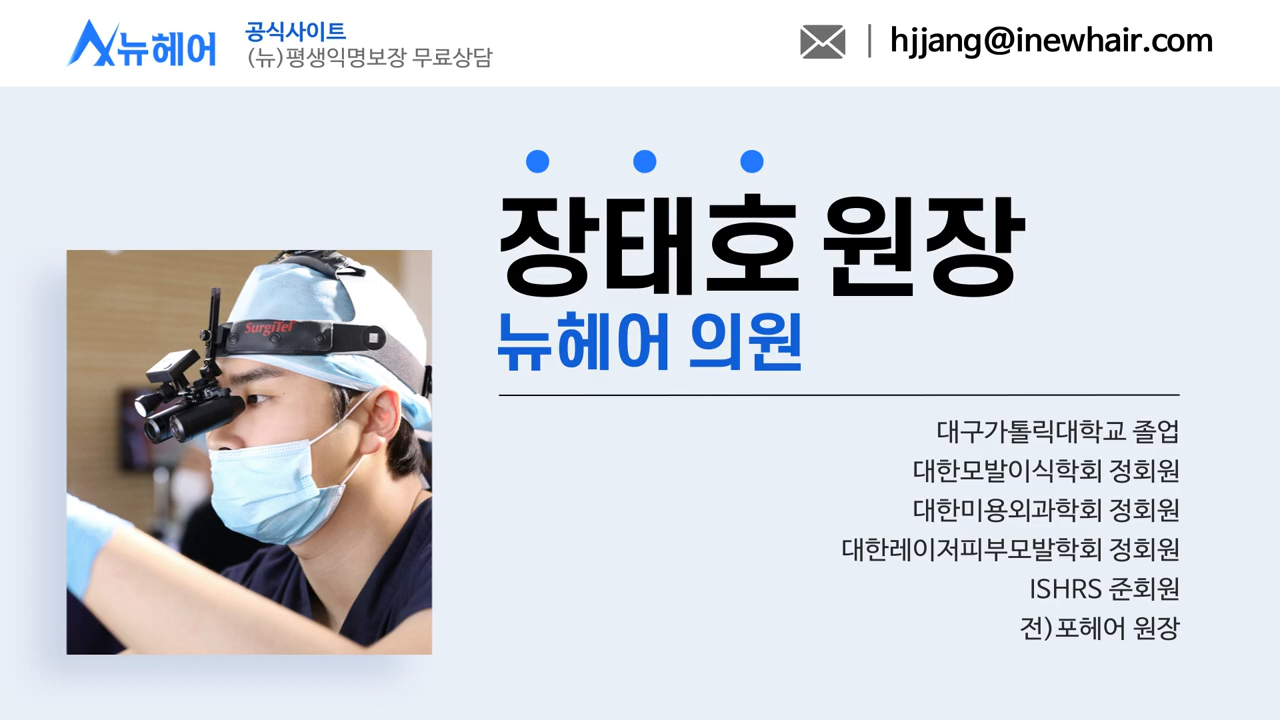 뉴헤어
공식사이트
(뉴)평생익명보장 무료상담
hjjang@inewhair.com
장태호 원장
뉴헤어 의원
SurgiTel
대구가톨릭대학교 졸업
대한모발이식학회 정회원
대한미용외과학회 정회원
대한레이저피부모발학회 정회원
ISHRS 준회원
전)포헤어 원장